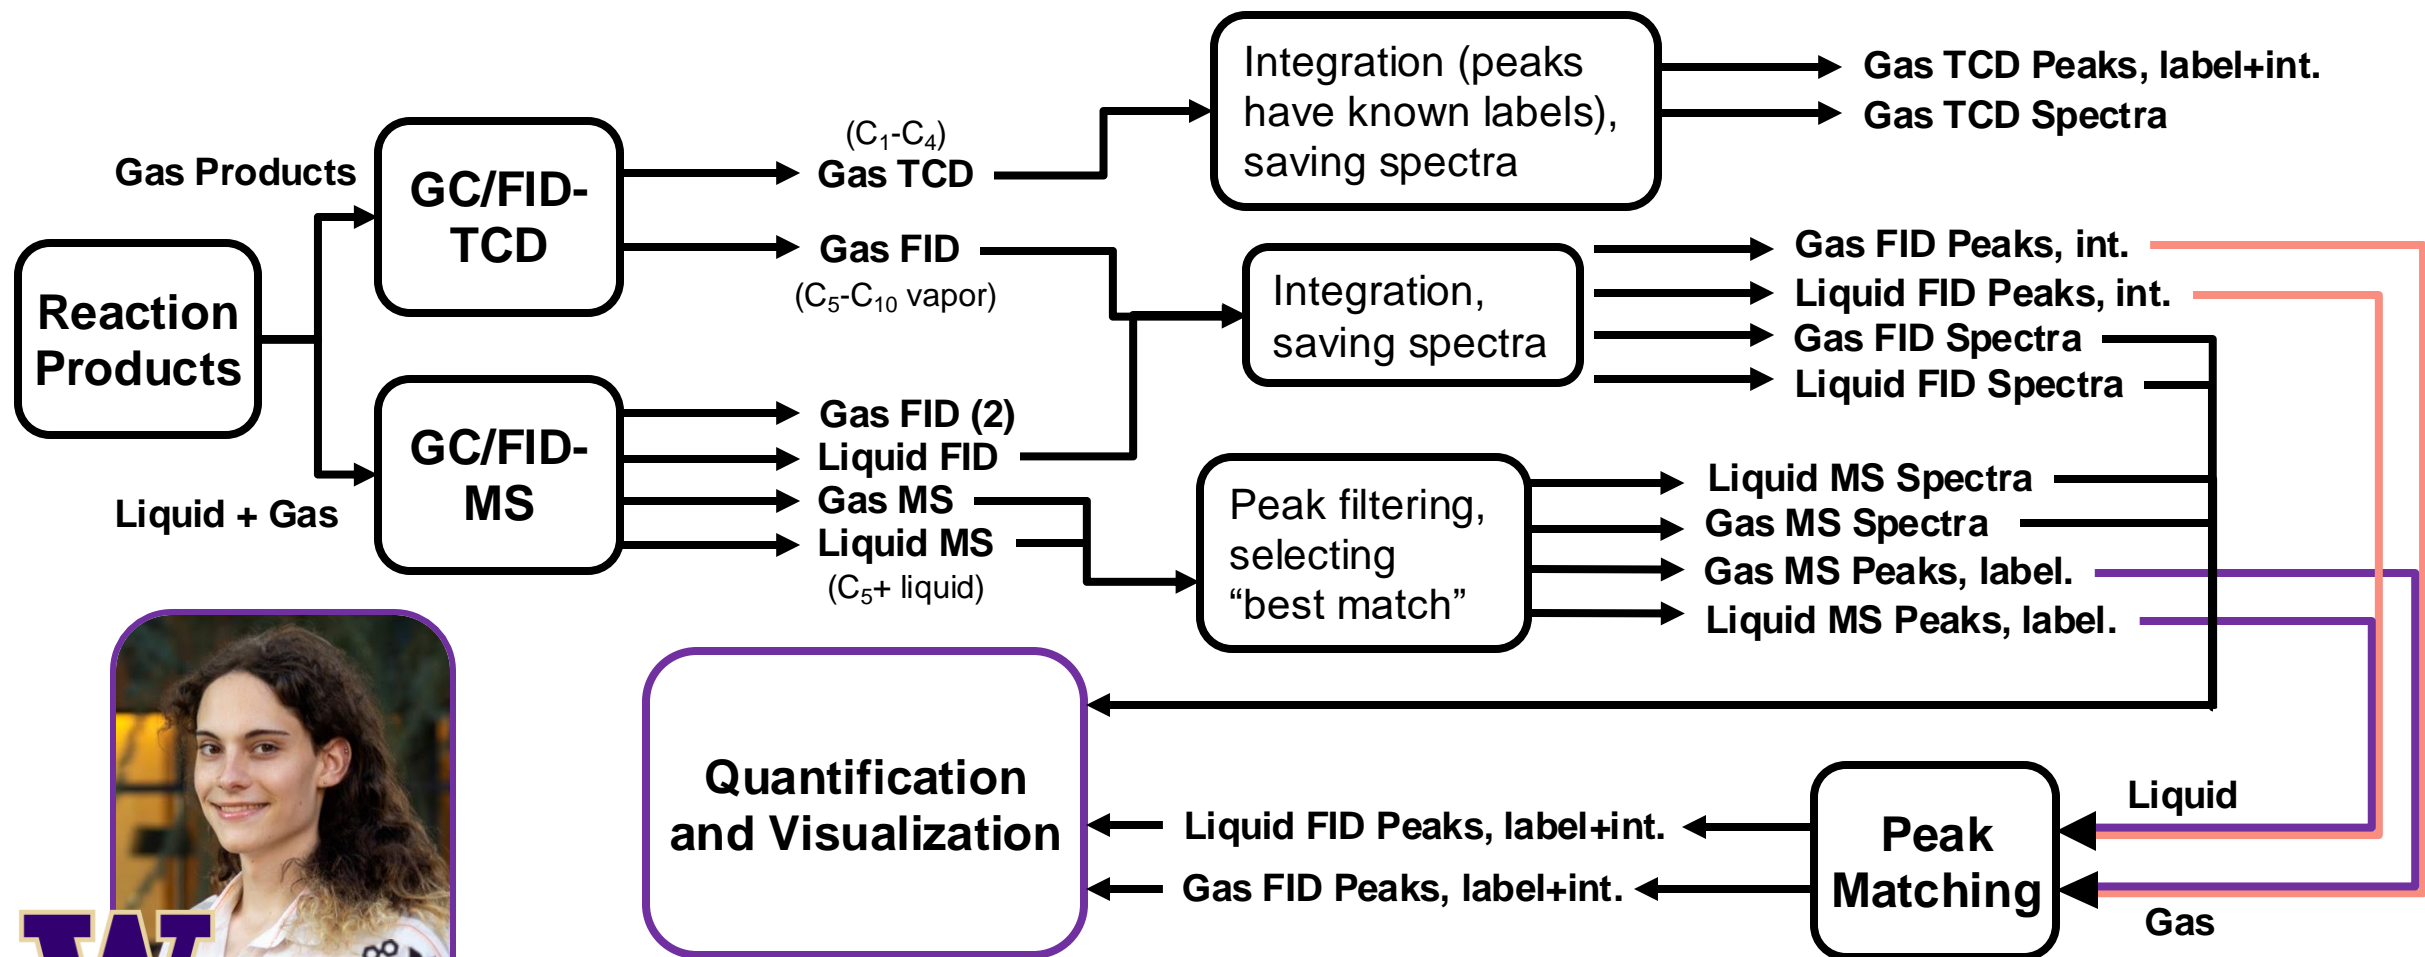 Gas Products
Reaction
Products
Liquid + Gas
GC/FID-
TCD
GC/FID-
MS
(C₁-C₄)
Gas TCD
Gas FID
(C₅-C₁₀ vapor)
Gas FID (2)
Liquid FID
Gas MS
Liquid MS
(C₅+ liquid)
Integration (peaks
have known labels),
saving spectra
Gas TCD Peaks, label+int.
Gas TCD Spectra
Integration,
saving spectra
Gas FID Peaks, int.
Liquid FID Peaks, int.
Gas FID Spectra
Liquid FID Spectra
Peak filtering,
selecting
“best match”
Liquid MS Spectra
Gas MS Spectra
Gas MS Peaks, label.
Liquid MS Peaks, label.
Liquid
Gas
Peak
Matching
Liquid FID Peaks, label+int.
Gas FID Peaks, label+int.
Quantification
and Visualization
W